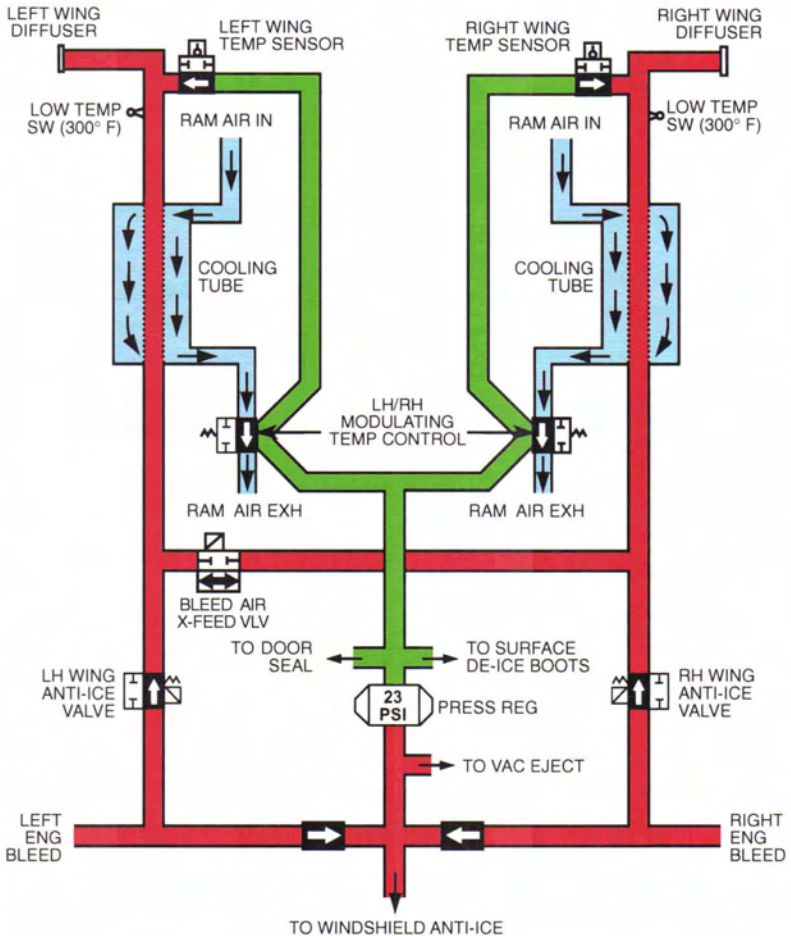 LEFT WING
DIFFUSER
LEFT WING
TEMP SENSOR
RIGHT WING
TEMP SENSOR
RIGHT WING
DIFFUSER
LOW TEMP
SW (300° F)
RAM AIR IN
RAM AIR IN
LOW TEMP
SW (300° F)
COOLING
TUBE
COOLING
TUBE
LH/RH
MODULATING
TEMP CONTROL
RAM AIR EXH
RAM AIR EXH
BLEED AIR
X-FEED VLV
TO DOOR
SEAL
TO SURFACE
DE-ICE BOOTS
LH WING
ANTI-ICE
VALVE
23
PSI
PRESS REG
RH WING
ANTI-ICE
VALVE
TO VAC EJECT
LEFT
ENG
BLEED
RIGHT
ENG
BLEED
TO WINDSHIELD ANTI-ICE